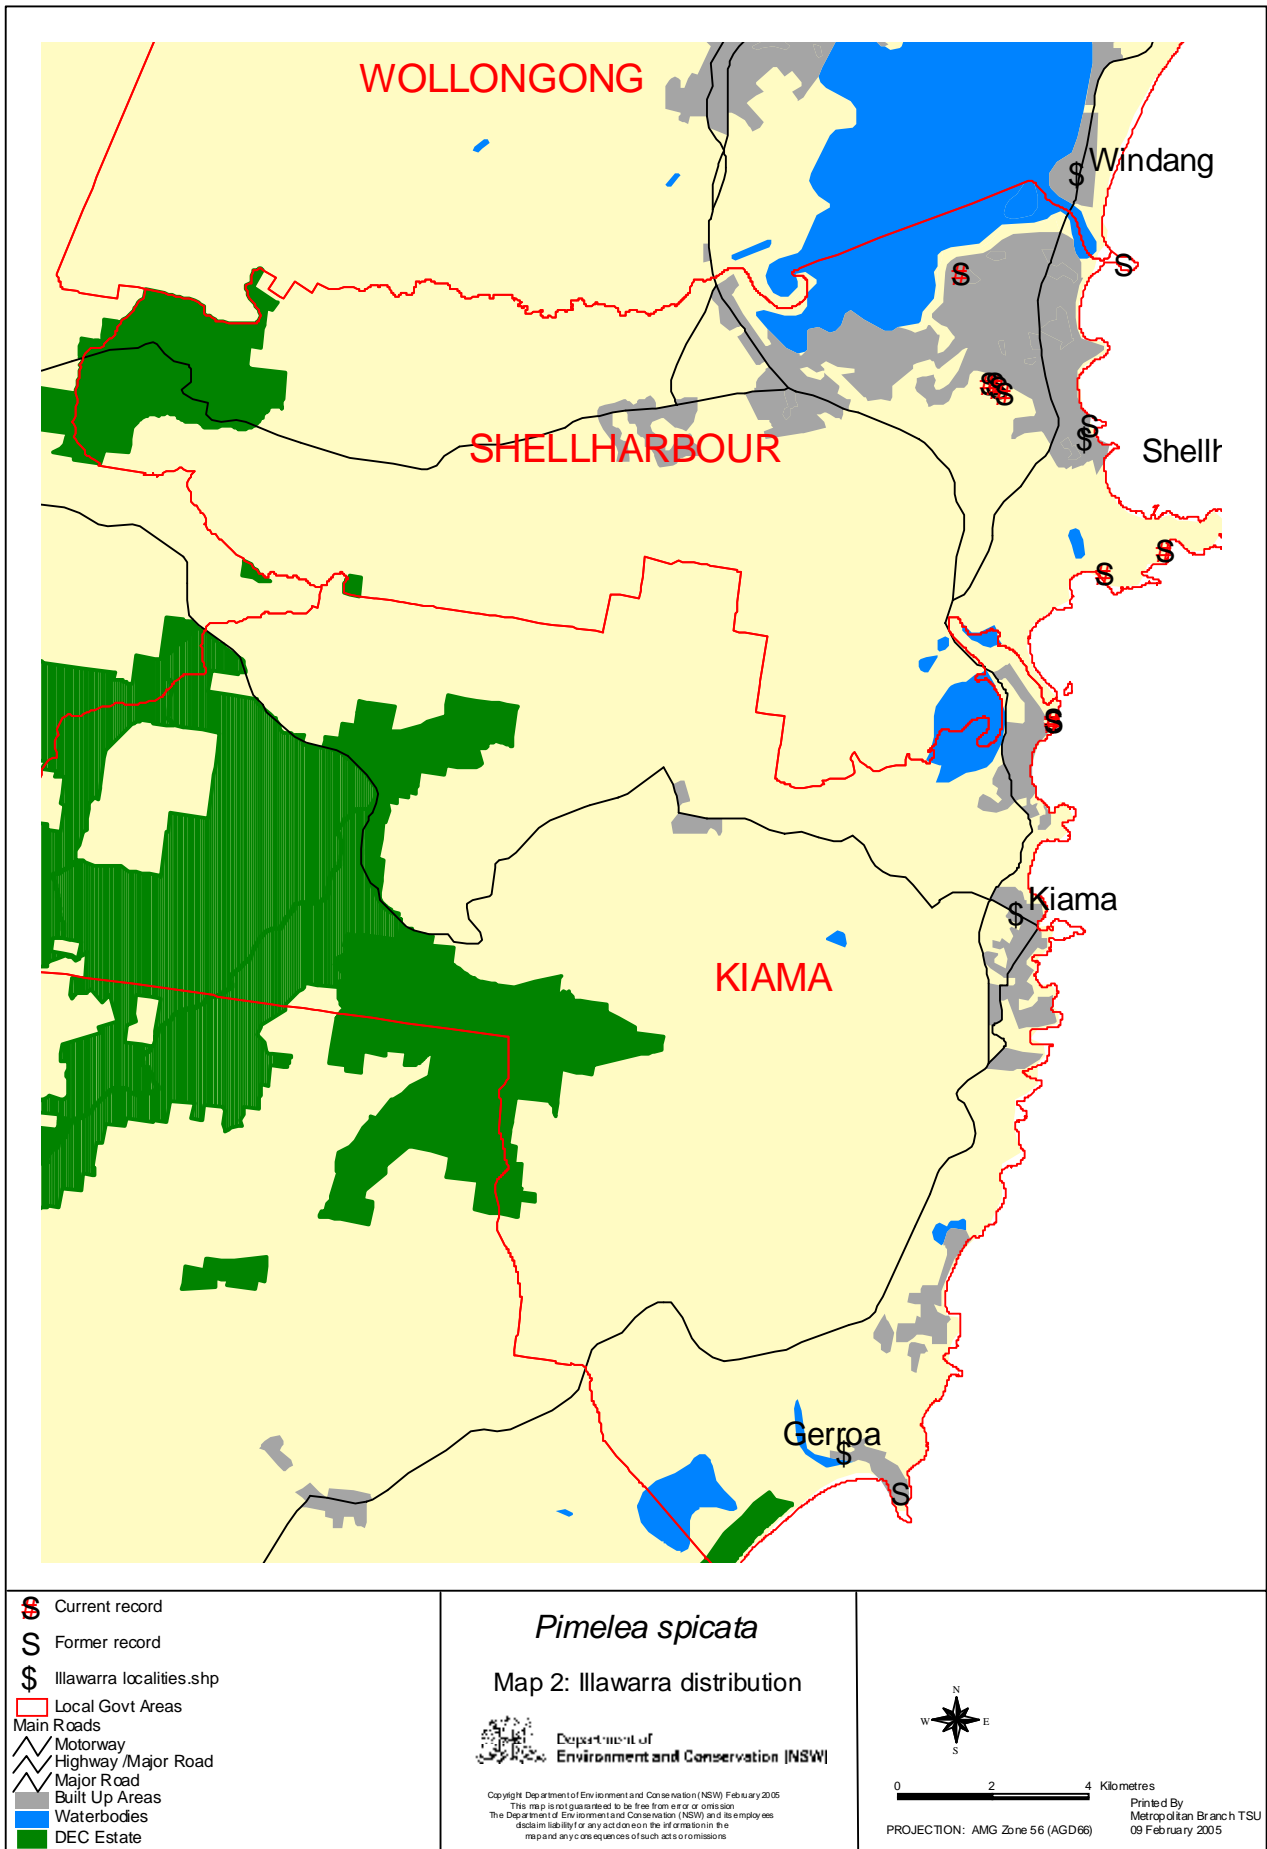 WOLLONGONG
$ Windang
S
S
SHELLHARBOUR
S
S
$
Shellh
S
S
S
$ Kiama
KIAMA
Gerroa
$
S
S Current record
S Former record
$ Illawarra localities.shp
Local Govt Areas
Main Roads
Motorway
Highway /Major Road
Major Road
Built Up Areas
Waterbodies
DEC Estate
Pimelea spicata
Map 2: Illawarra distribution
Department of
Environment and Conservation (NSW)
Copyright Department of Environment and Conservation (NSW) February 2005
This map is not guaranteed to be free from error or omission
The Department of Environment and Conservation (NSW) and its employees
disclaim liability for any act done on the information in the
map and any consequences of such acts or omissions
N
W E
S
0 2 4 Kilometres
Printed By
Metropolitan Branch TSU
PROJECTION: AMG Zone 56 (AGD66) 09 February 2005